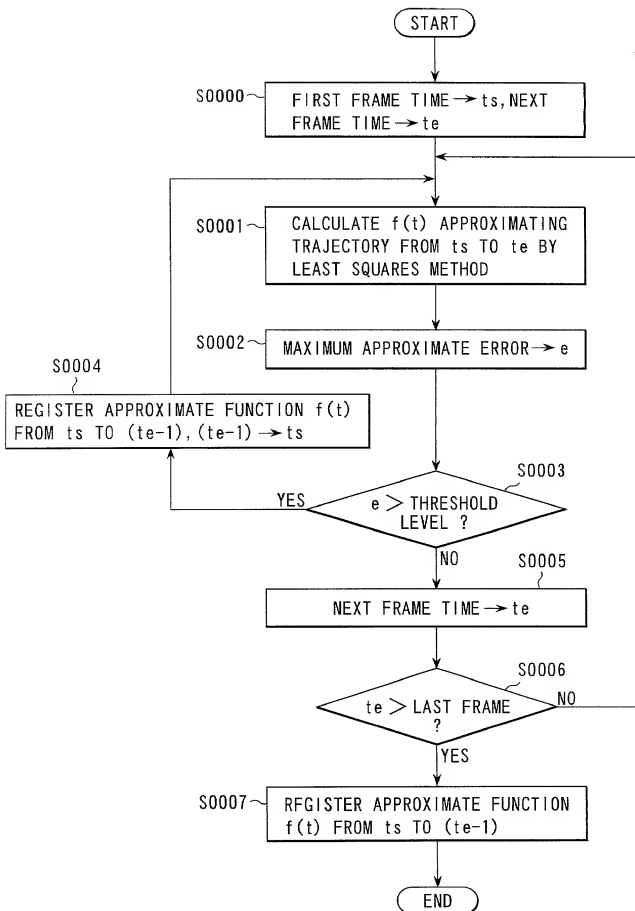 START
S0000
FIRST FRAME TIME→ts, NEXT
FRAME TIME→te
S0001
CALCULATE f(t) APPROXIMATING
TRAJECTORY FROM ts TO te BY
LEAST SQUARES METHOD
S0002
MAXIMUM APPROXIMATE ERROR→e
S0004
REGISTER APPROXIMATE FUNCTION f(t)
FROM ts TO (te-1), (te-1)→ts
S0003
YES
e > THRESHOLD
LEVEL ?
NO
S0005
NEXT FRAME TIME→te
S0006
te > LAST FRAME
?
NO
YES
S0007
RFGISTER APPROXIMATE FUNCTION
f(t) FROM ts TO (te-1)
END